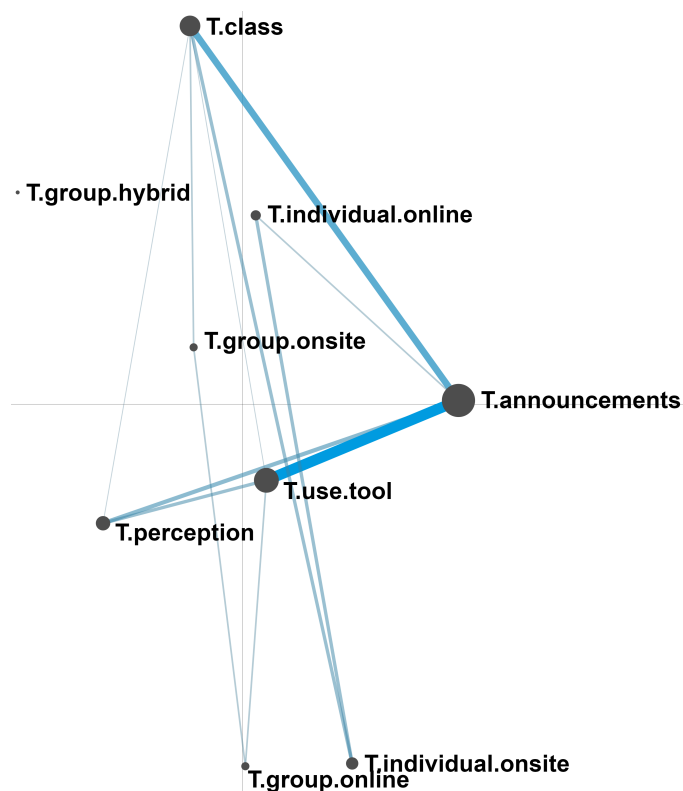 T.class
T.group.hybrid
T.individual.online
T.group.onsite
T.announcements
T.use.tool
T.perception
T.individual.onsite
T.group.online